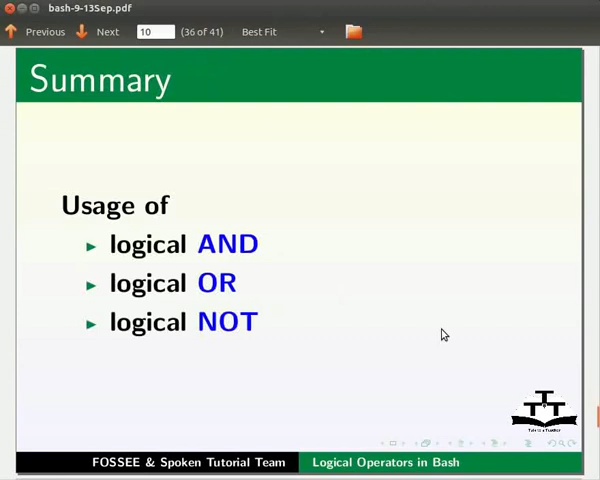 bash-9-13Sep.pdf
Previous Next 10 (36 of 41) Best Fit
Summary
Usage of
logical AND
logical OR
logical NOT
FOSSEE & Spoken Tutorial Team Logical Operators in Bash